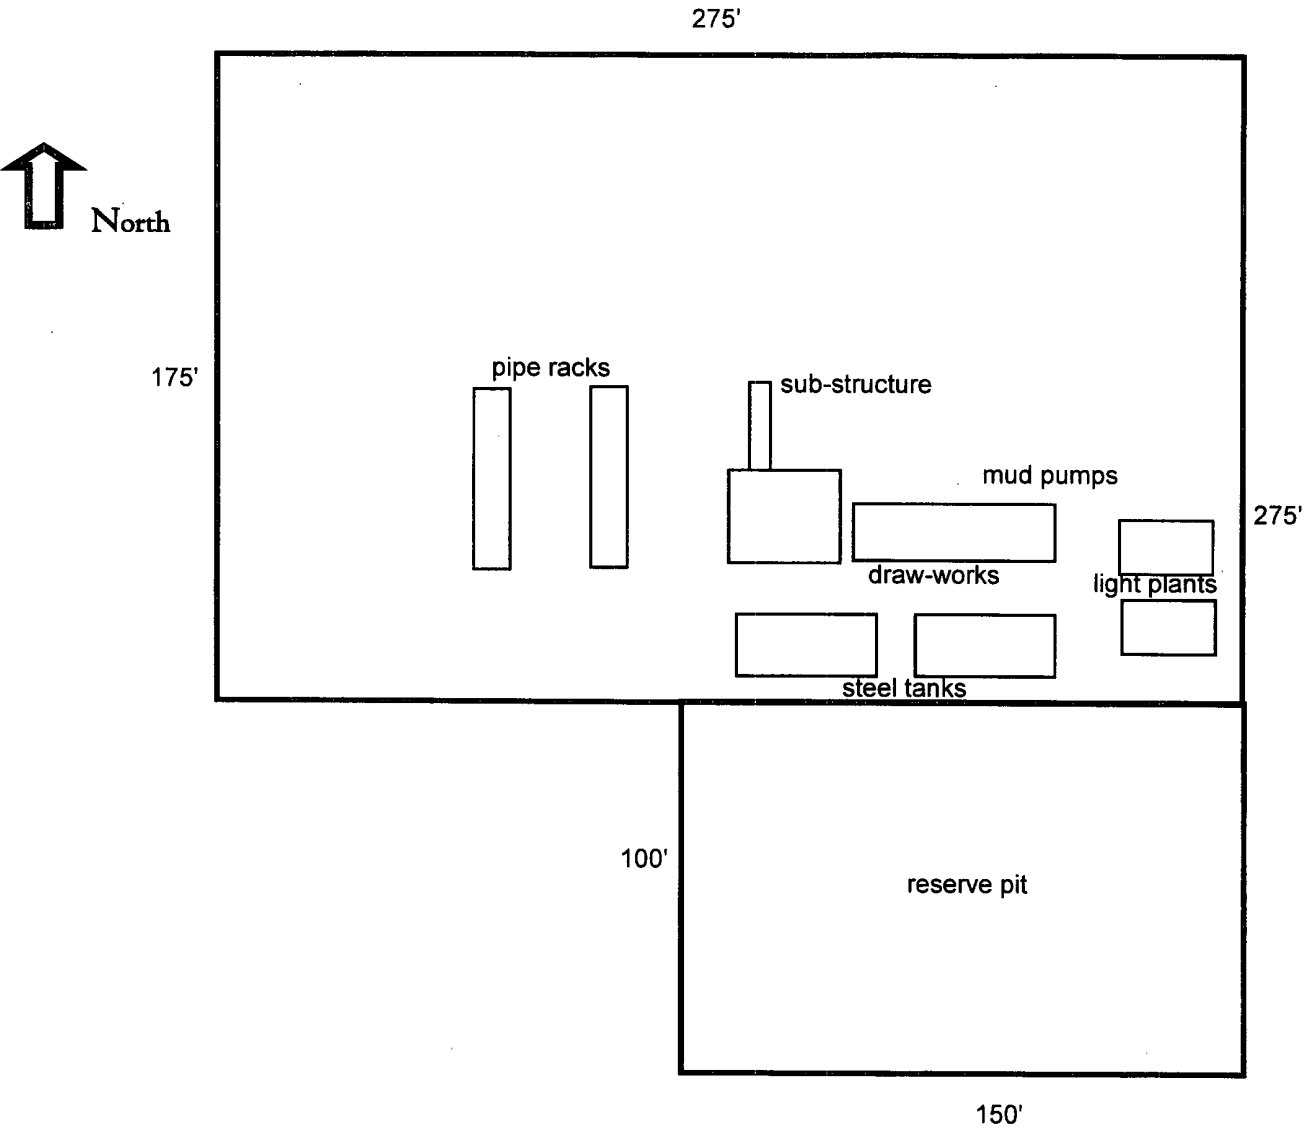 275'
North
175'
pipe racks
sub-structure
mud pumps
275'
draw-works
light plants
steel tanks
100'
reserve pit
150'